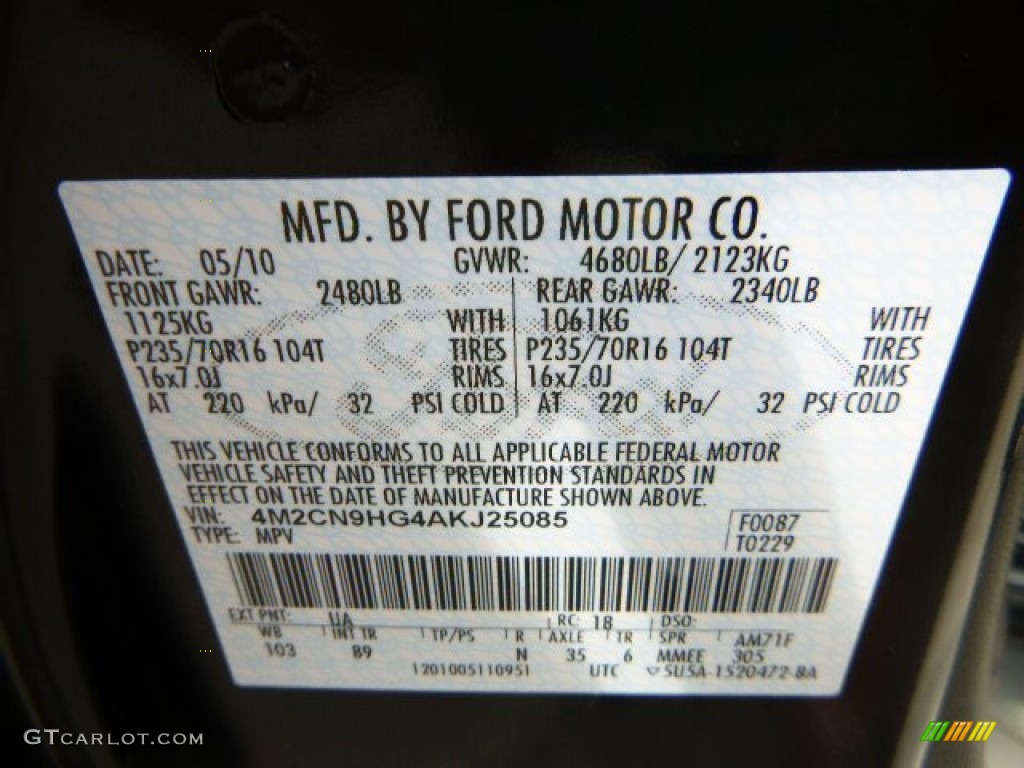 MFD. BY FORD MOTOR CO.
DATE: 05/10 GVWR: 4680LB/ 2123KG
FRONT GAWR: 2480LB REAR GAWR: 2340LB
1125KG WITH 1061KG WITH
P235/70R16 104T TIRES P235/70R16 104T TIRES
16x7.0J RIMS 16x7.0J RIMS
AT 220 kPa/ 32 PSI COLD AT 220 kPa/ 32 PSI COLD
THIS VEHICLE CONFORMS TO ALL APPLICABLE FEDERAL MOTOR
VEHICLE SAFETY AND THEFT PREVENTION STANDARDS IN
EFFECT ON THE DATE OF MANUFACTURE SHOWN ABOVE.
VIN: 4M2CN9HG4AKJ25085 F0087
TYPE: MPV T0229
EXT PNT: UA RC: 18 DSO:
WB INT TR TP/PS R AXLE TR SPR AM71F
103 89 N 35 6 MMEE 305
1201005110951 UTC ▽5U5A-1520472-BA
GTCARLOT.COM